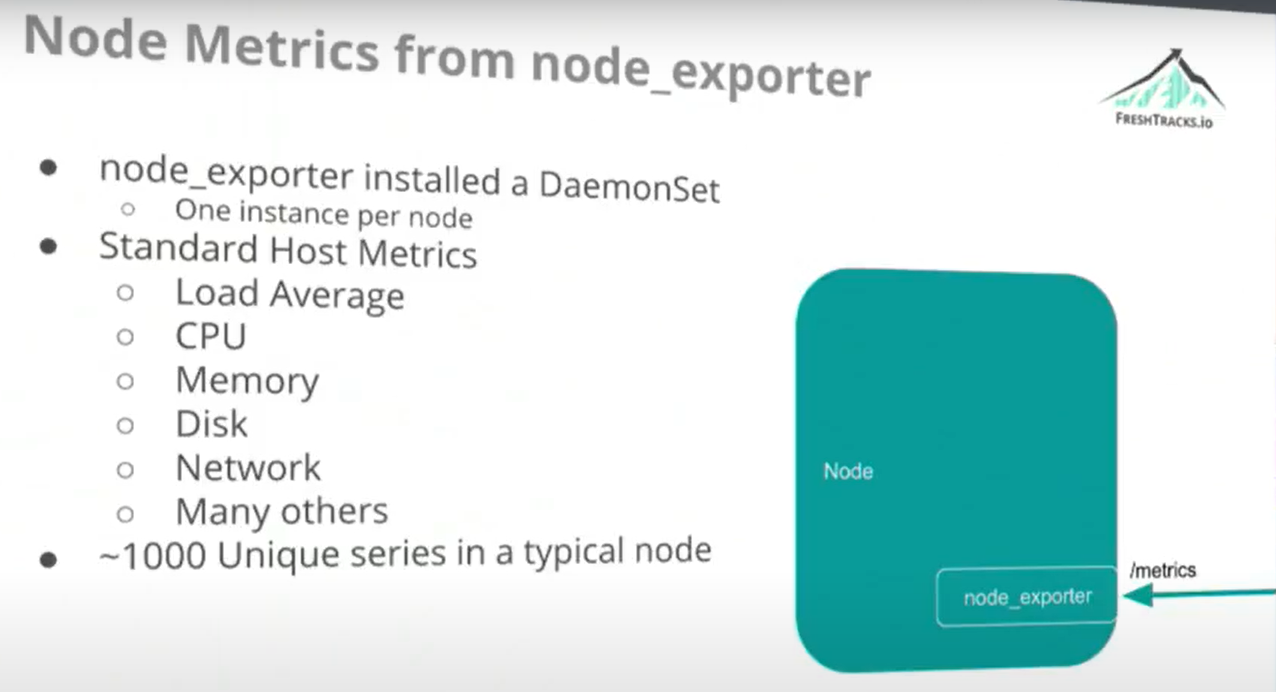 Node Metrics from node_exporter
FRESHTRACKS.io
node_exporter installed a DaemonSet
One instance per node
Standard Host Metrics
Load Average
CPU
Memory
Disk
Network
Many others
~1000 Unique series in a typical node
Node
/metrics
node_exporter